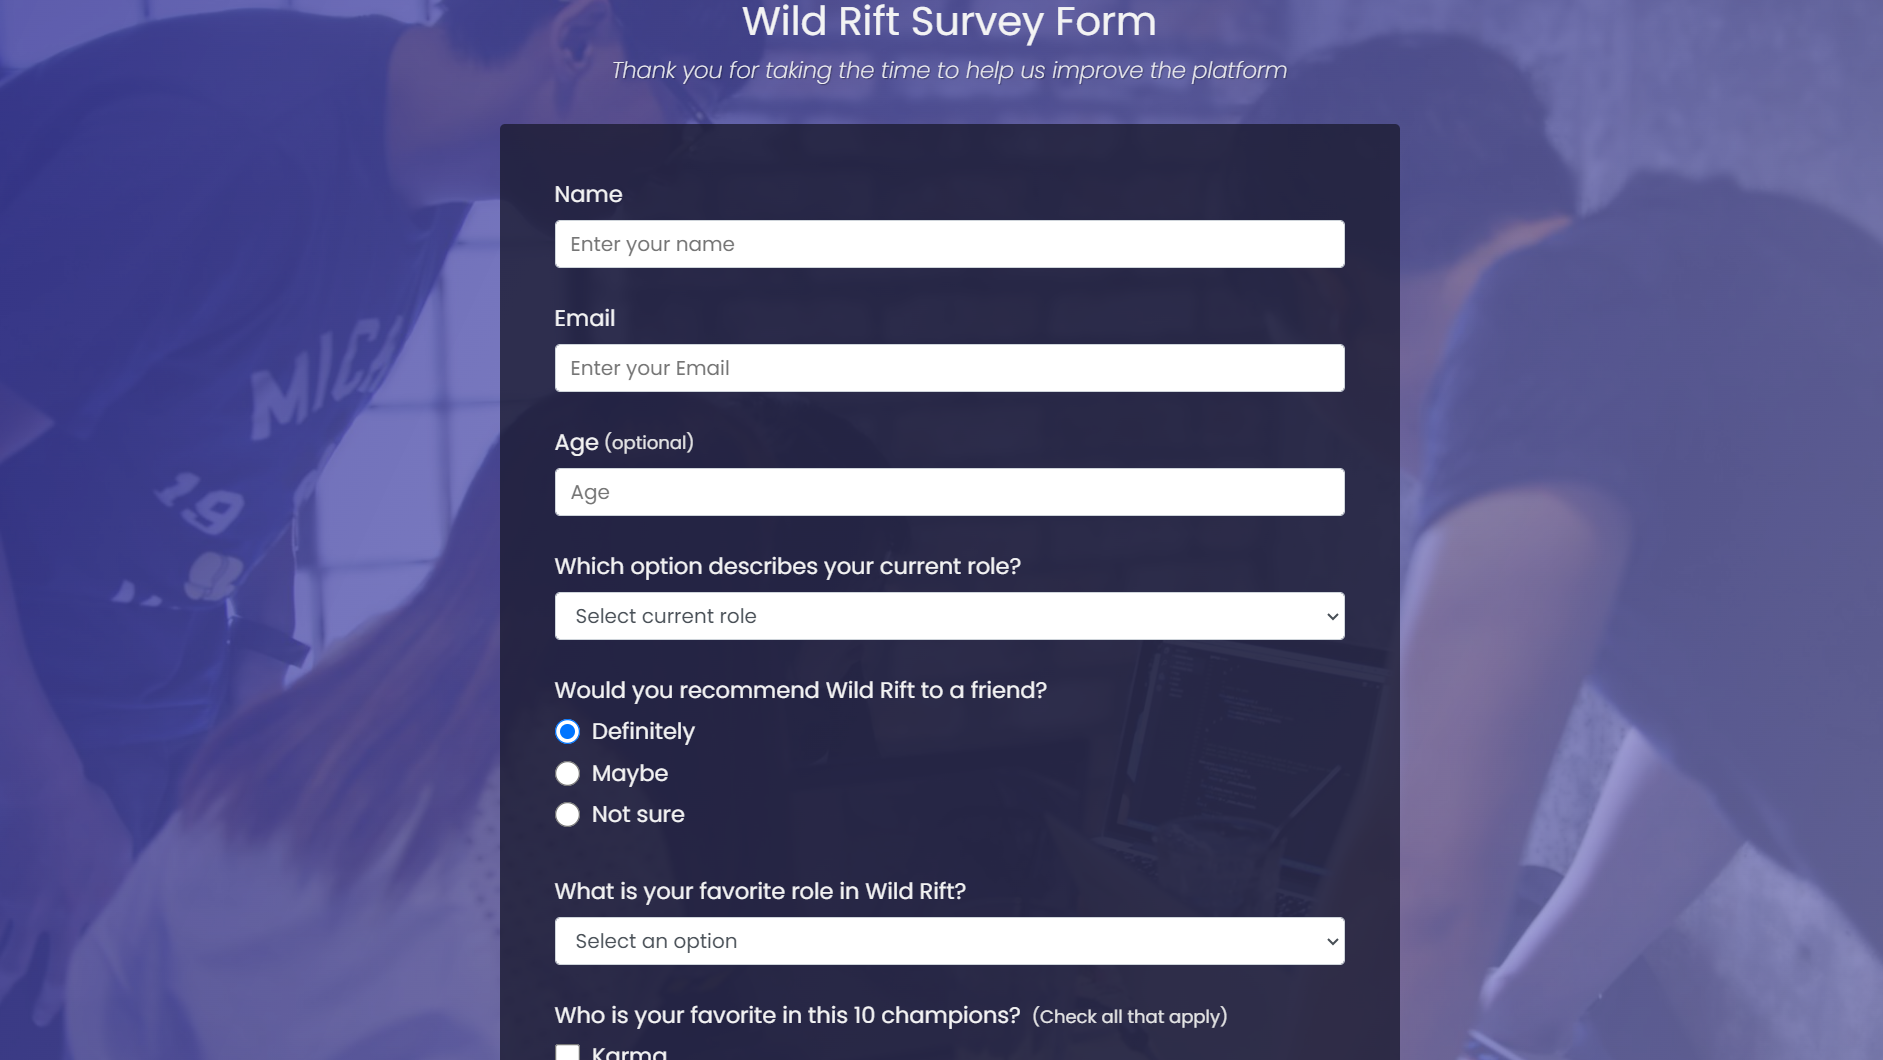 Wild Rift Survey Form
Thank you for taking the time to help us improve the platform
Name
Enter your name
Email
Enter your Email
Age (optional)
Age
Which option describes your current role?
Select current role
Would you recommend Wild Rift to a friend?
Definitely
Maybe
Not sure
What is your favorite role in Wild Rift?
Select an option
Who is your favorite in this 10 champions? (Check all that apply)
Karma
MICH
19